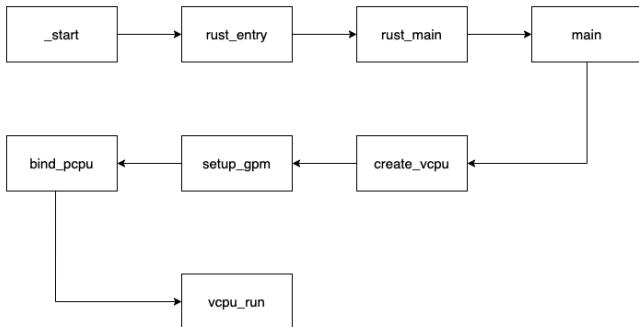 _start
rust_entry
rust_main
main
bind_pcpu
setup_gpm
create_vcpu
vcpu_run